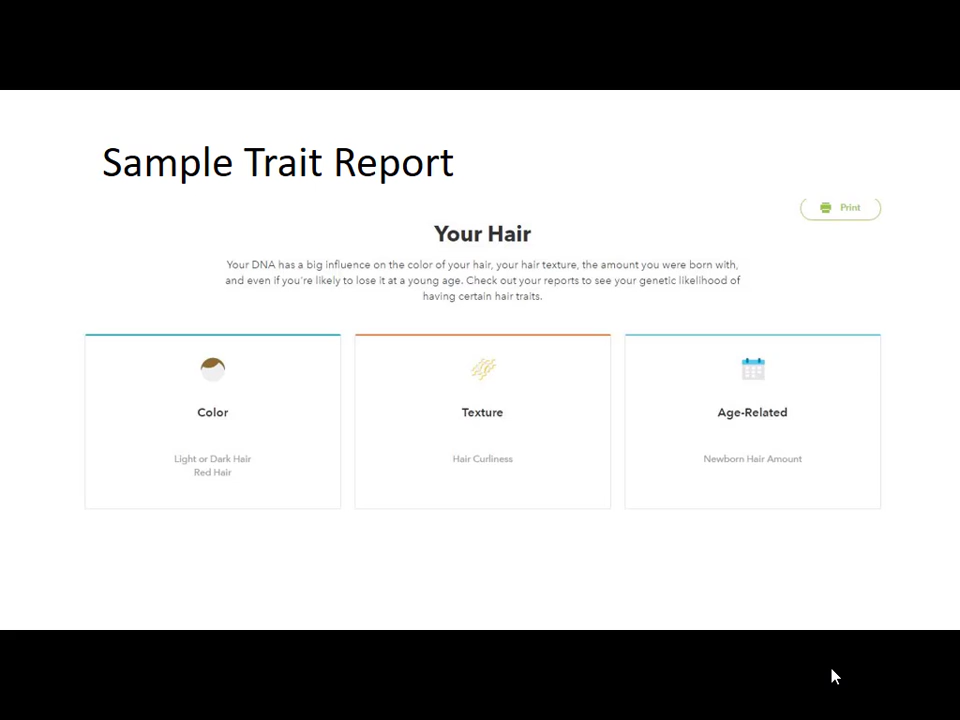 Sample Trait Report
Print
Your Hair
Your DNA has a big influence on the color of your hair, your hair texture, the amount you were born with,
and even if you're likely to lose it at a young age. Check out your reports to see your genetic likelihood of
having certain hair traits.
Color
Light or Dark Hair
Red Hair
Texture
Hair Curliness
Age-Related
Newborn Hair Amount